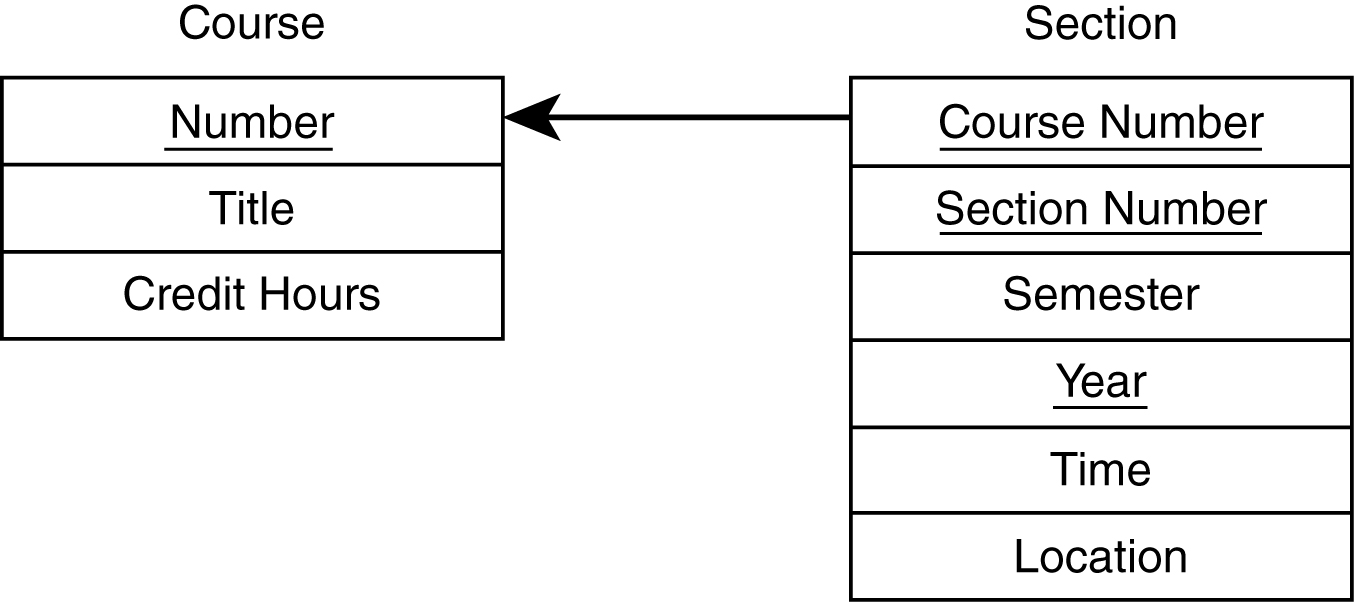 Course
Number
Title
Credit Hours
Section
Course Number
Section Number
Semester
Year
Time
Location